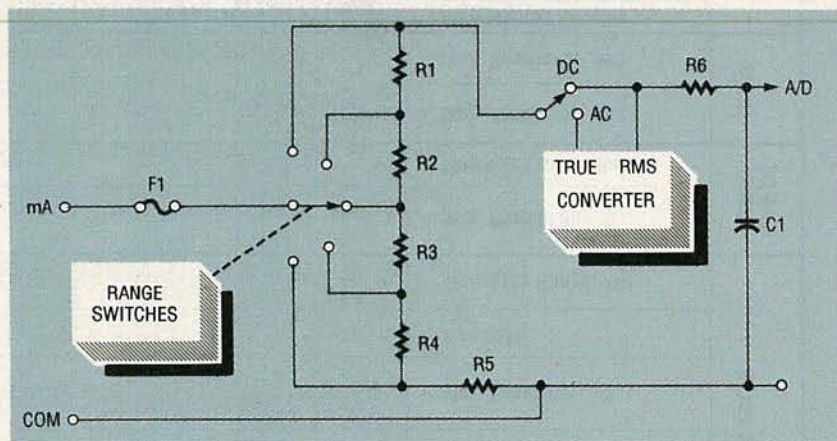 R1
DC
R6
A/D
AC
R2
TRUE RMS
CONVERTER
mA
F1
C1
R3
RANGE
SWITCHES
R4
R5
COM